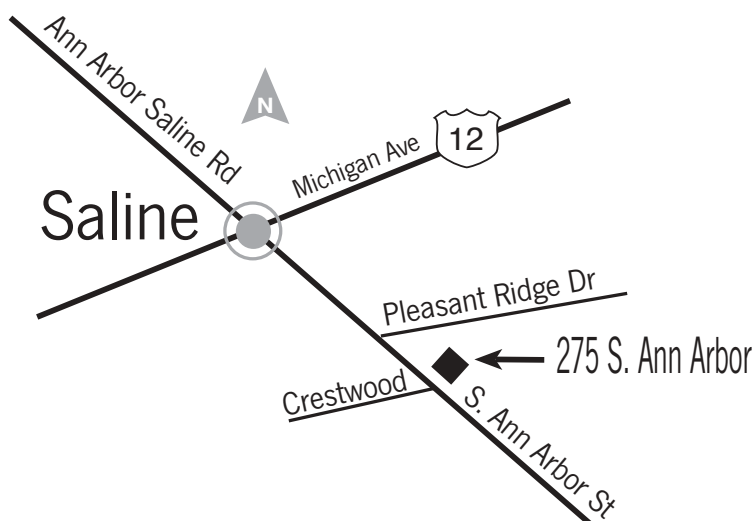 Ann Arbor Saline Rd
N
Michigan Ave
12
Saline
Pleasant Ridge Dr
275 S. Ann Arbor
Crestwood
S. Ann Arbor St